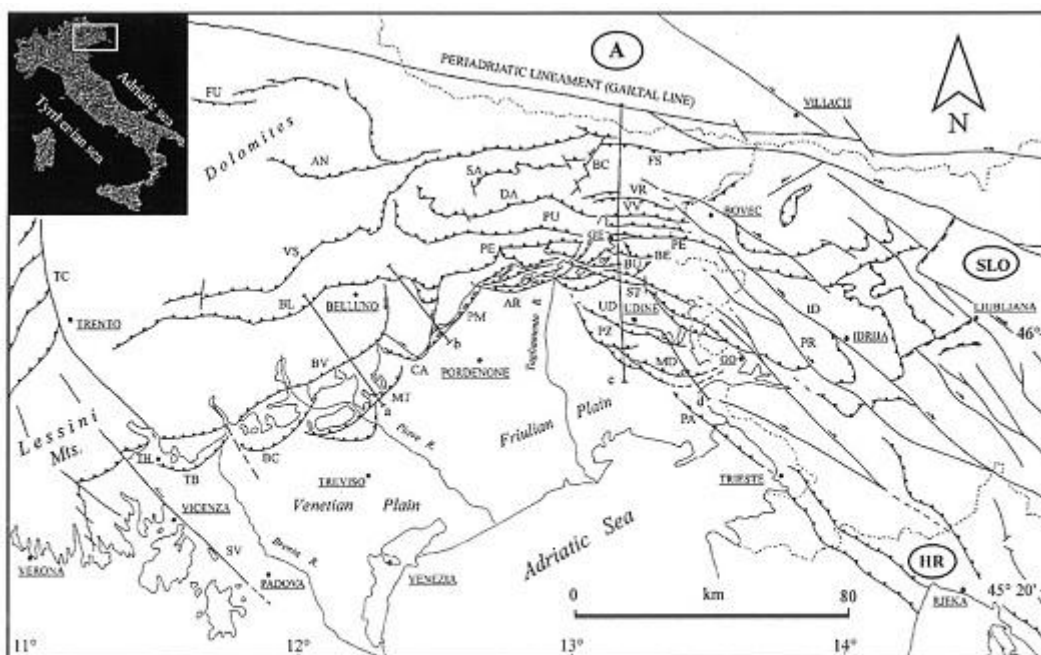 A
PERIADRIATIC LINEAMENT (GAILTAL LINE)
N
Adriatic sea
Tyrrhenian sea
FU
VILLACH
Dolomites
AN
SA
BC
FS
DA
VR
VV
BOVEC
PU
GE
PE
PE
BE
VS
BU
SLO
TC
BL
BELLUNO
AR
ST
LJUBLJANA
TRENTO
PM
UD
UDINE
ID
46°
b
Tagliamento R.
PZ
PR
IDRIJA
BV
CA
PORDENONE
MD
GO
MT
c
a
d
Lessini
Mts.
Piave R.
Friulian
Plain
PA
TH
BC
TB
TREVISO
TRIESTE
VICENZA
Venetian
Plain
Adriatic Sea
SV
Brenta R.
VERONA
PADOVA
VENEZIA
HR
0
km
80
RJEKA
45° 20'
11°
12°
13°
14°